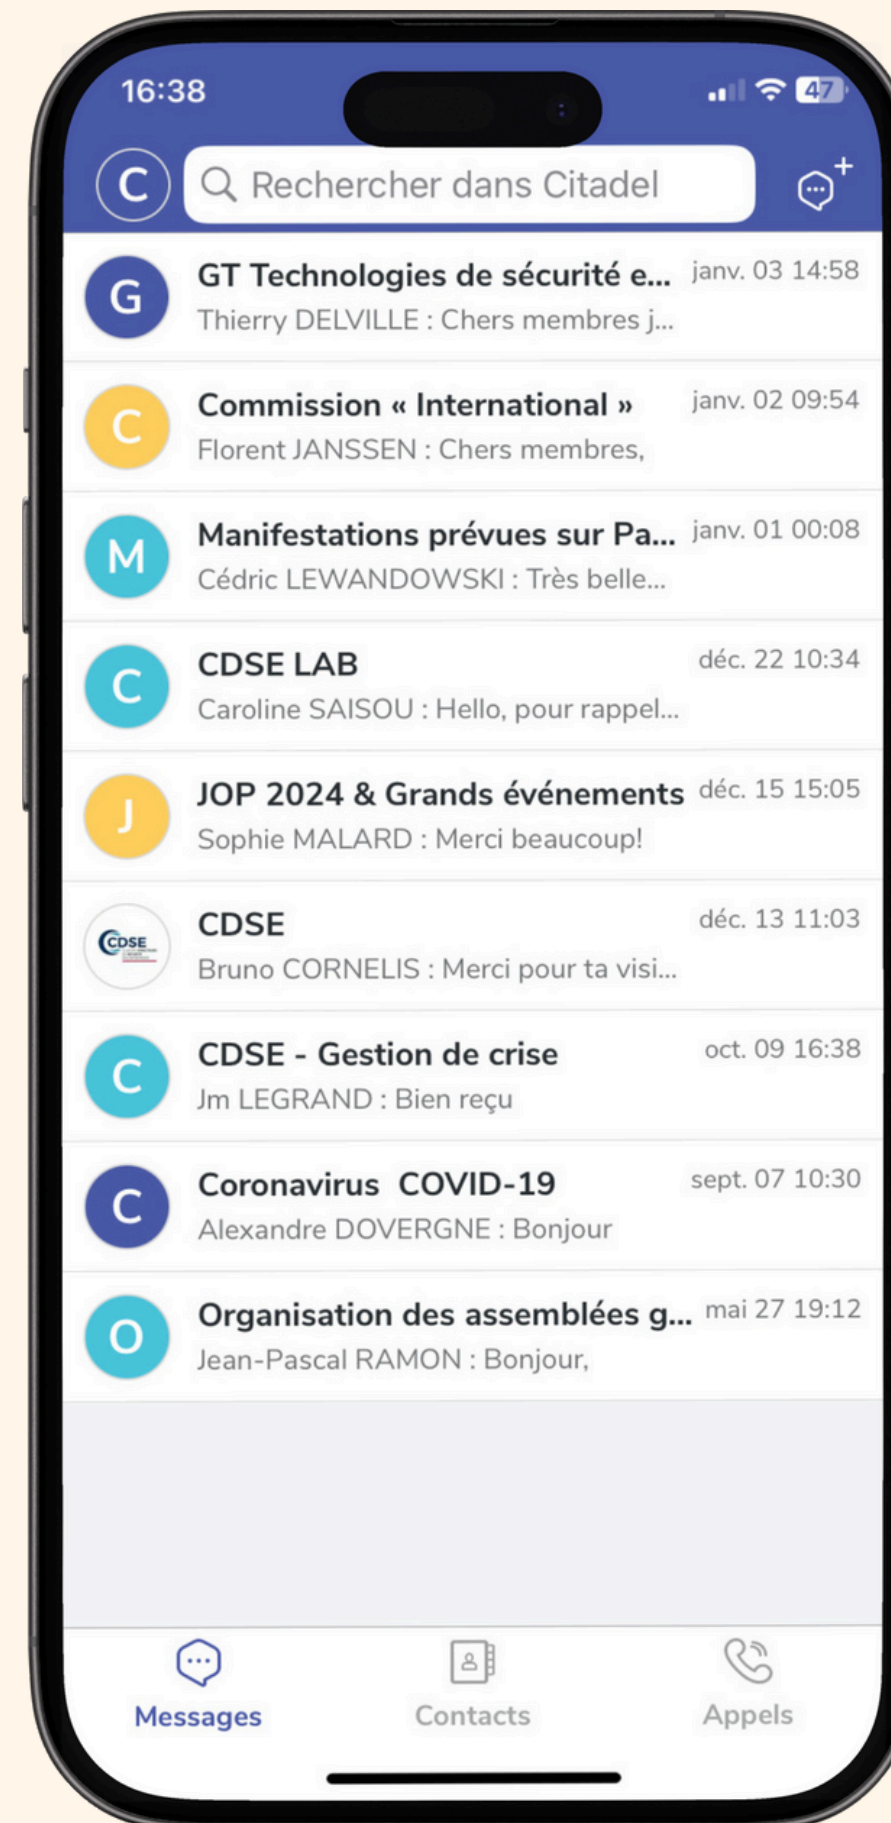 16:38
47
C
Rechercher dans Citadel
G
GT Technologies de sécurité e...
janv. 03 14:58
Thierry DELVILLE : Chers membres j...
C
Commission « International »
janv. 02 09:54
Florent JANSSEN : Chers membres,
M
Manifestations prévues sur Pa...
janv. 01 00:08
Cédric LEWANDOWSKI : Très belle...
C
CDSE LAB
déc. 22 10:34
Caroline SAISOU : Hello, pour rappel...
J
JOP 2024 & Grands événements
déc. 15 15:05
Sophie MALARD : Merci beaucoup!
CDSE
CDSE
déc. 13 11:03
Bruno CORNELIS : Merci pour ta visi...
C
CDSE - Gestion de crise
oct. 09 16:38
Jm LEGRAND : Bien reçu
C
Coronavirus  COVID-19
sept. 07 10:30
Alexandre DOVERGNE : Bonjour
O
Organisation des assemblées g...
mai 27 19:12
Jean-Pascal RAMON : Bonjour,
Messages
Contacts
Appels